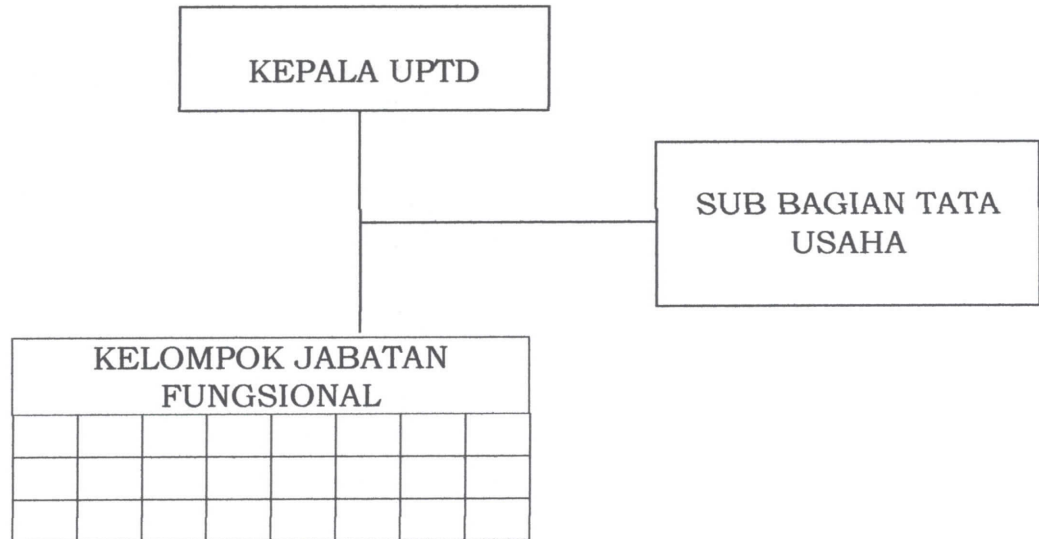 KEPALA UPTD
SUB BAGIAN TATA
USAHA
KELOMPOK JABATAN
FUNGSIONAL